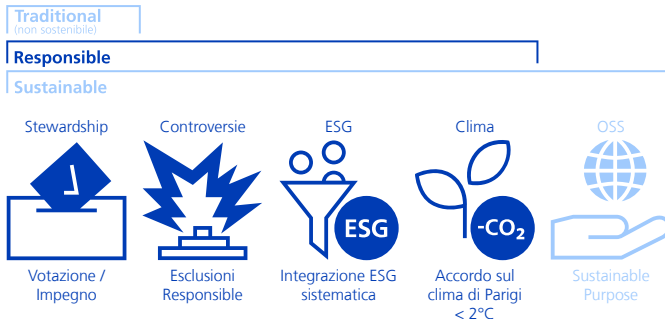 Traditional
(non sostenibile)
Responsible
Sustainable
Stewardship
Controversie
ESG
Clima
OSS
ESG
-CO₂
Votazione /
Impegno
Esclusioni
Responsible
Integrazione ESG
sistematica
Accordo sul
clima di Parigi
< 2°C
Sustainable
Purpose